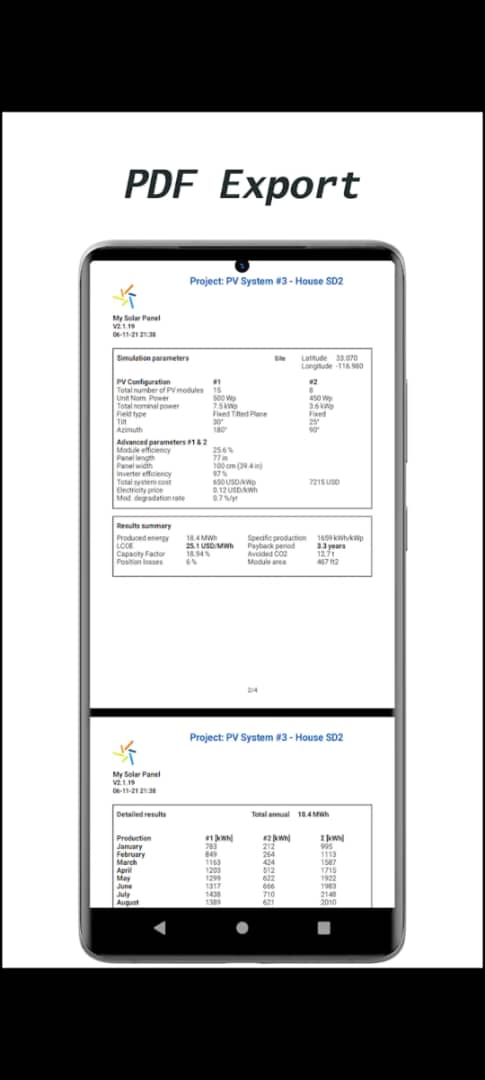 PDF Export
Project: PV System #3 - House SD2
My Solar Panel
V2.1.19
06-11-21 21:38
Simulation parameters Site Latitude 33.070
Longitude -116.980
PV Configuration #1 #2
Total number of PV modules 15 8
Unit Nom. Power 500 Wp 450 Wp
Total nominal power 7.5 kWp 3.6 kWp
Field type Fixed Tilted Plane Fixed
Tilt 30° 25°
Azimuth 180° 90°
Advanced parameters #1 & 2
Module efficiency 25.6 %
Panel length 77 in
Panel width 100 cm (39.4 in)
Inverter efficiency 97 %
Total system cost 650 USD/kWp 7215 USD
Electricity price 0.12 USD/kWh
Mod. degradation rate 0.7 %/yr
Results summary
Produced energy 18.4 MWh Specific production 1659 kWh/kWp
LCOE 25.1 USD/MWh Payback period 3.3 years
Capacity Factor 18.94 % Avoided CO2 12.7 t
Position losses 6 % Module area 467 ft2
2/4
Project: PV System #3 - House SD2
My Solar Panel
V2.1.19
06-11-21 21:38
Detailed results Total annual 18.4 MWh
Production #1 [kWh] #2 [kWh] Σ [kWh]
January 783 212 995
February 849 264 1113
March 1163 424 1587
April 1203 512 1715
May 1299 622 1922
June 1317 666 1983
July 1438 710 2148
August 1389 621 2010